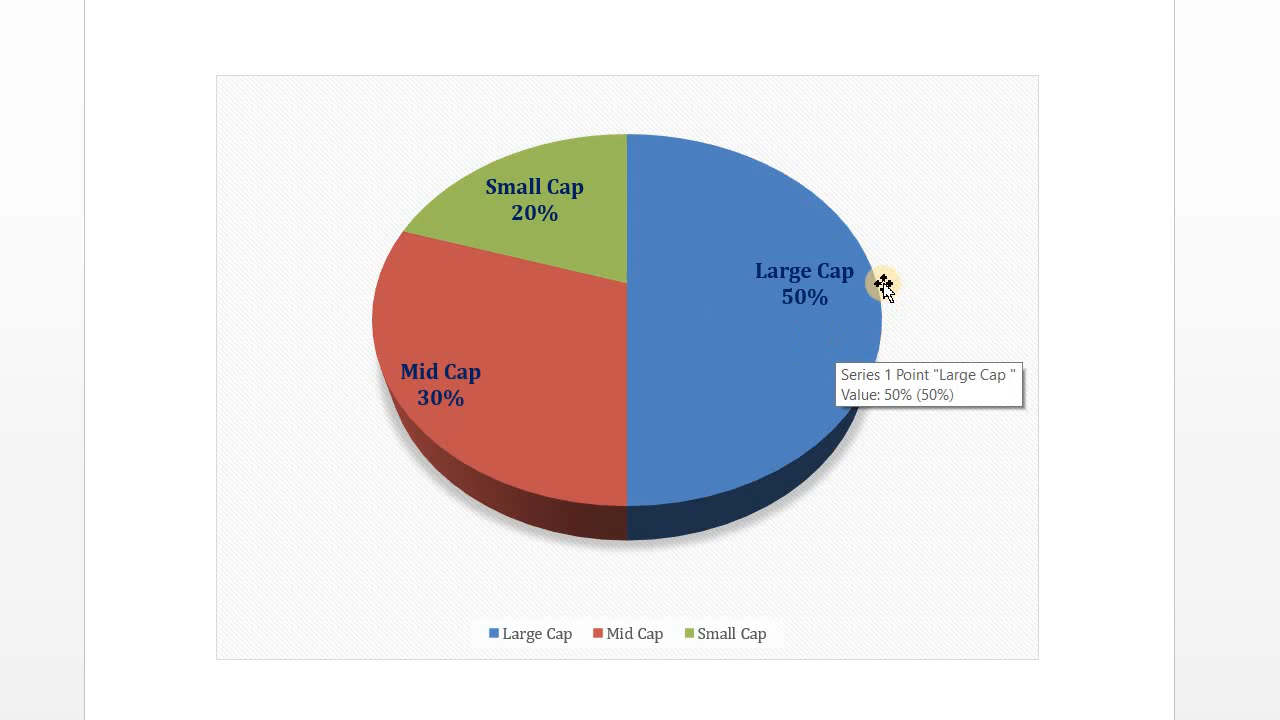 Small Cap
20%
Large Cap
50%
Mid Cap
30%
Series 1 Point "Large Cap "
Value: 50% (50%)
Large Cap Mid Cap Small Cap